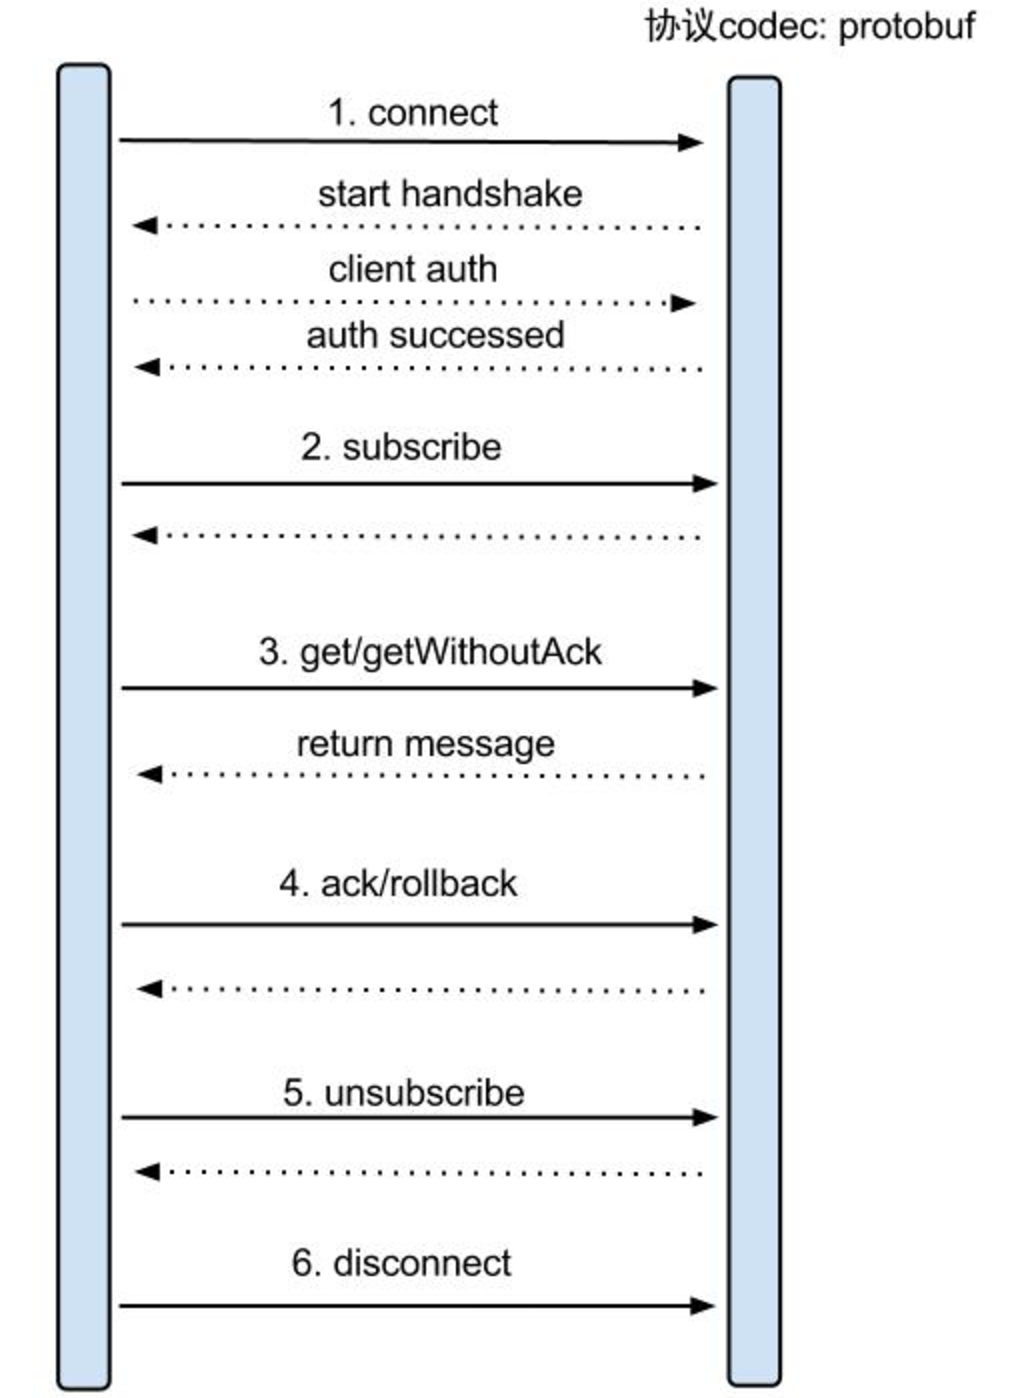 协议codec: protobuf
1. connect
start handshake
client auth
auth successed
2. subscribe
3. get/getWithoutAck
return message
4. ack/rollback
5. unsubscribe
6. disconnect